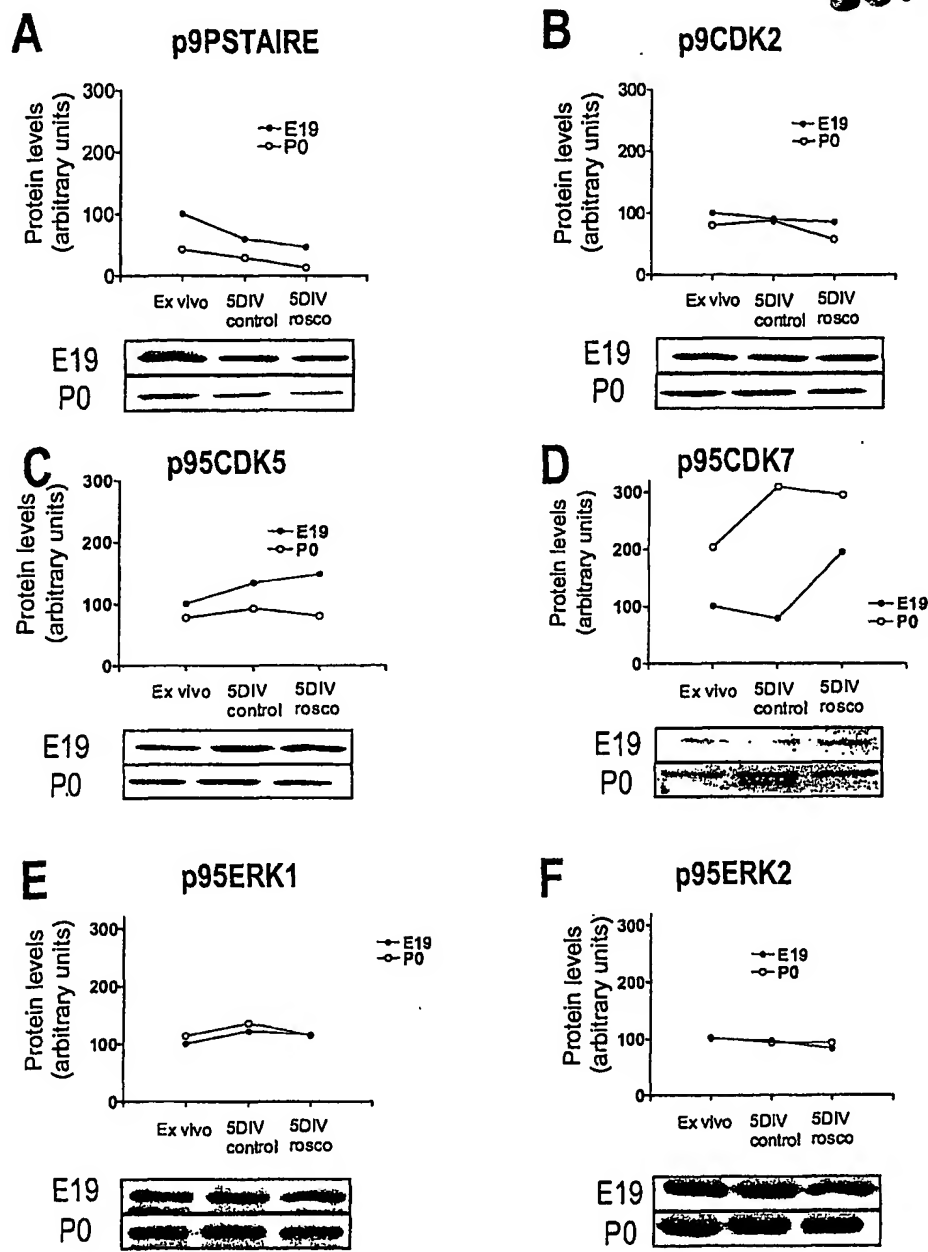 A
p9PSTAIRE
Protein levels
(arbitrary units)
300
200
100
0
E19
P0
Ex vivo
5DIV
control
5DIV
rosco
E19
P0
B
p9CDK2
300
200
100
0
Protein levels
(arbitrary units)
E19
P0
Ex vivo
5DIV
control
5DIV
rosco
E19
P0
C
p95CDK5
Protein levels
(arbitrary units)
300
200
100
0
E19
P0
Ex vivo
5DIV
control
5DIV
rosco
E19
P0
D
p95CDK7
Protein levels
(arbitrary units)
300
200
100
0
E19
P0
Ex vivo
5DIV
control
5DIV
rosco
E19
P0
E
p95ERK1
Protein levels
(arbitrary units)
300
200
100
0
E19
P0
Ex vivo
5DIV
control
5DIV
rosco
E19
P0
F
p95ERK2
Protein levels
(arbitrary units)
300
200
100
0
E19
P0
Ex vivo
5DIV
control
5DIV
rosco
E19
P0